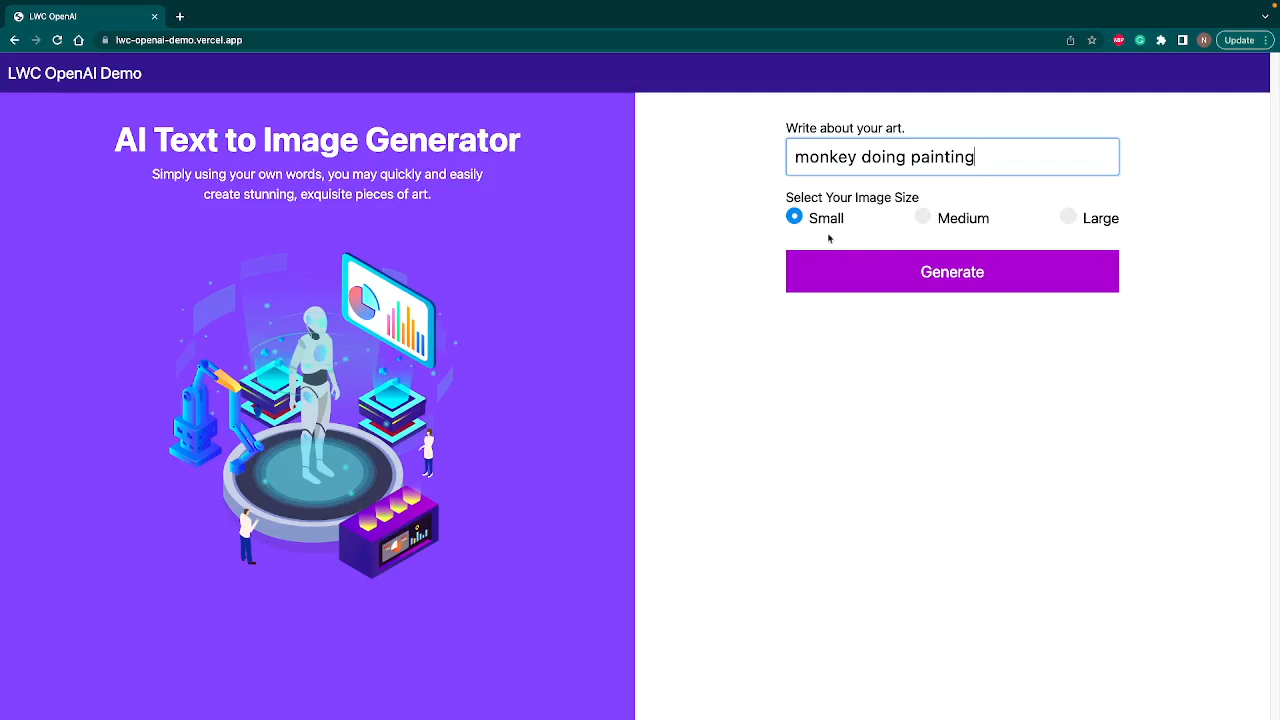 LWC OpenAI
lwc-openai-demo.vercel.app
ABP
N
Update
LWC OpenAI Demo
AI Text to Image Generator
Simply using your own words, you may quickly and easily
create stunning, exquisite pieces of art.
Write about your art.
monkey doing painting
Select Your Image Size
Small
Medium
Large
Generate